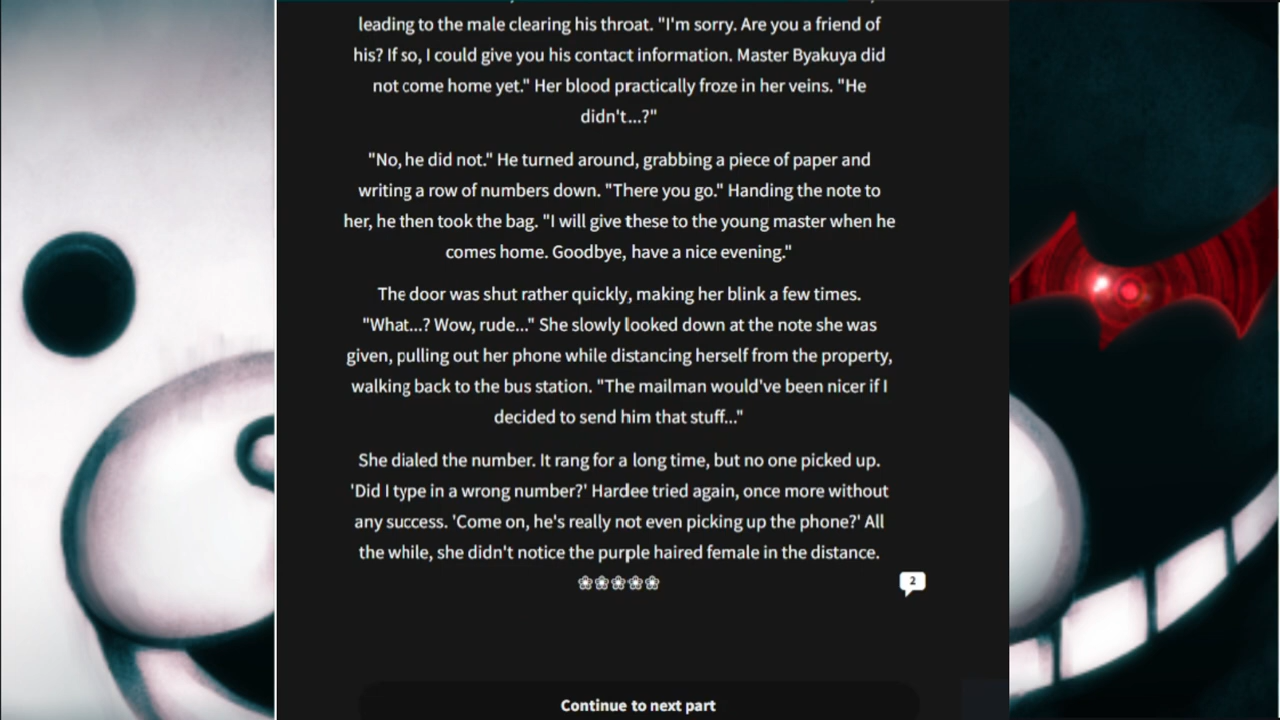 leading to the male clearing his throat. "I'm sorry. Are you a friend of
his? If so, I could give you his contact information. Master Byakuya did
not come home yet." Her blood practically froze in her veins. "He
didn't...?"
"No, he did not." He turned around, grabbing a piece of paper and
writing a row of numbers down. "There you go." Handing the note to
her, he then took the bag. "I will give these to the young master when he
comes home. Goodbye, have a nice evening."
The door was shut rather quickly, making her blink a few times.
"What...? Wow, rude..." She slowly looked down at the note she was
given, pulling out her phone while distancing herself from the property,
walking back to the bus station. "The mailman would've been nicer if I
decided to send him that stuff..."
She dialed the number. It rang for a long time, but no one picked up.
'Did I type in a wrong number?' Hardee tried again, once more without
any success. 'Come on, he's really not even picking up the phone?' All
the while, she didn't notice the purple haired female in the distance.
❀❀❀❀❀
2
Continue to next part